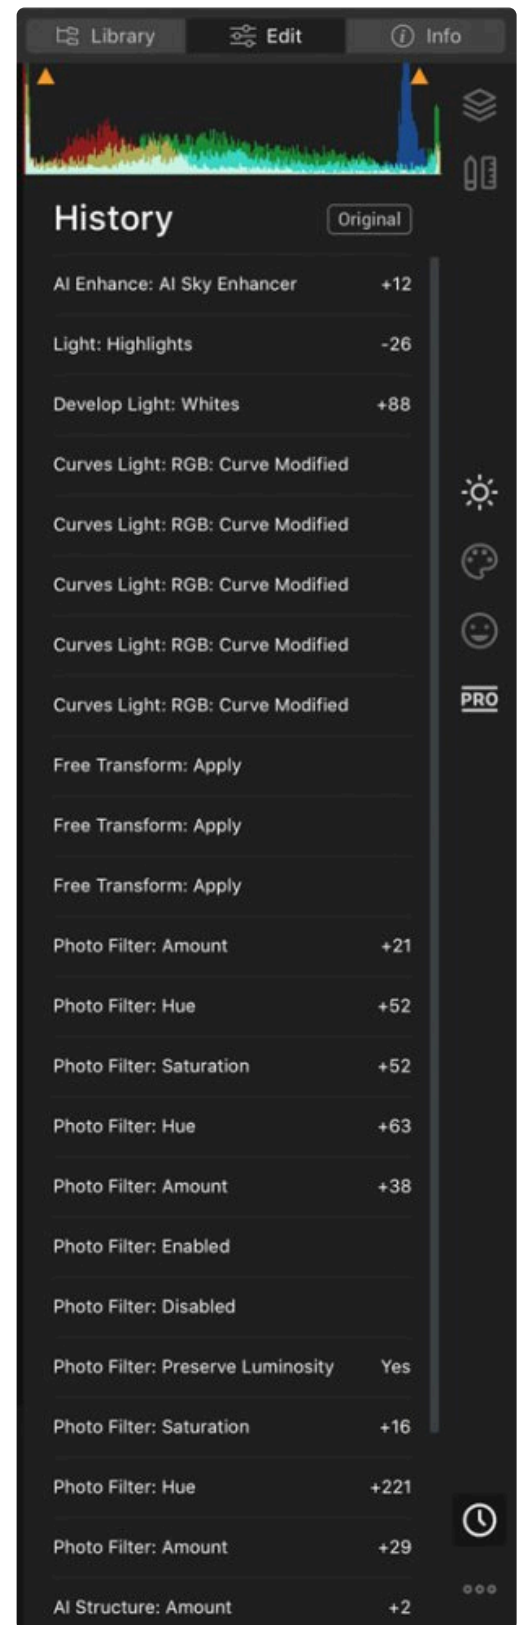 Library Edit Info
History Original
AI Enhance: AI Sky Enhancer +12
Light: Highlights -26
Develop Light: Whites +88
Curves Light: RGB: Curve Modified
Curves Light: RGB: Curve Modified
Curves Light: RGB: Curve Modified
Curves Light: RGB: Curve Modified
Curves Light: RGB: Curve Modified
PRO
Free Transform: Apply
Free Transform: Apply
Free Transform: Apply
Photo Filter: Amount +21
Photo Filter: Hue +52
Photo Filter: Saturation +52
Photo Filter: Hue +63
Photo Filter: Amount +38
Photo Filter: Enabled
Photo Filter: Disabled
Photo Filter: Preserve Luminosity Yes
Photo Filter: Saturation +16
Photo Filter: Hue +221
Photo Filter: Amount +29
AI Structure: Amount +2